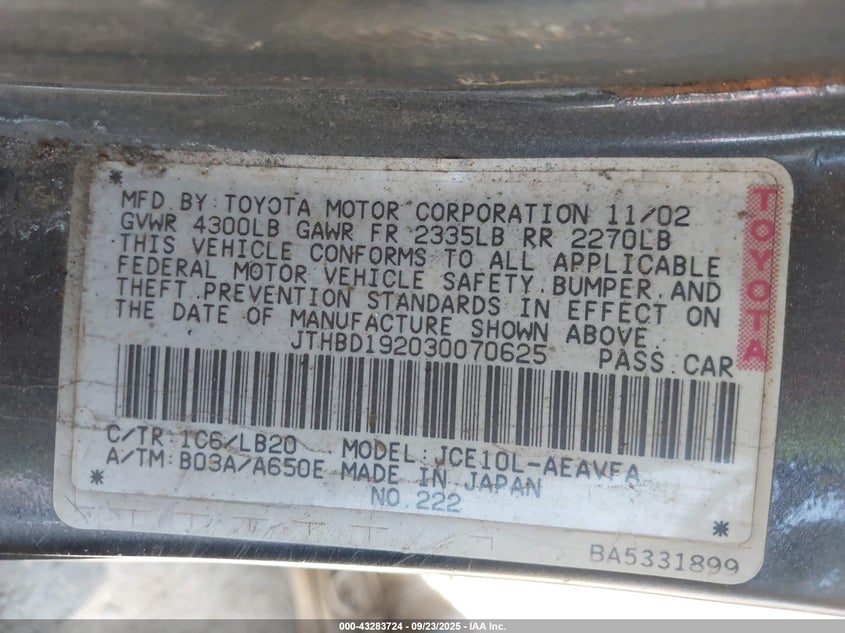 MFD BY:TOYOTA MOTOR CORPORATION 11/02
GVWR 4300LB GAWR FR 2335LB RR 2270LB
THIS VEHICLE CONFORMS TO ALL APPLICABLE
FEDERAL MOTOR VEHICLE SAFETY,BUMPER,AND
THEFT PREVENTION STANDARDS IN EFFECT ON
THE DATE OF MANUFACTURE SHOWN ABOVE
JTHBD192030070625 PASS CAR
C/TR:1C6/LB20 MODEL:JCE10L-AEAVFA
A/TM:B03A/A650E MADE IN JAPAN
NO 222
TOYOTA
BA5331899
000-43283724 | 09/23/2025 | IAA Inc.